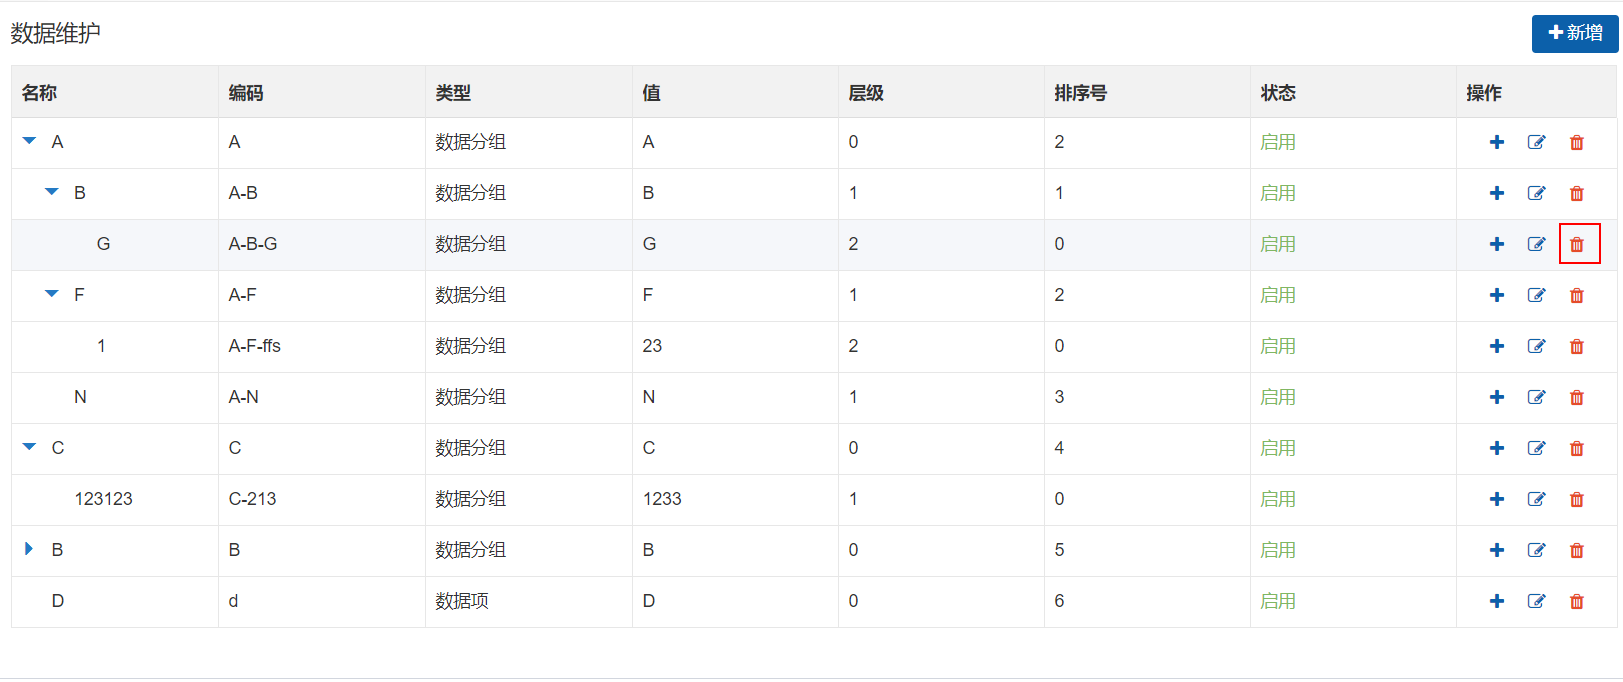 数据维护
新增
名称 编码 类型 值 层级 排序号 状态 操作
A A 数据分组 A 0 2 启用
B A-B 数据分组 B 1 1 启用
G A-B-G 数据分组 G 2 0 启用
F A-F 数据分组 F 1 2 启用
1 A-F-ffs 数据分组 23 2 0 启用
N A-N 数据分组 N 1 3 启用
C C 数据分组 C 0 4 启用
123123 C-213 数据分组 1233 1 0 启用
B B 数据分组 B 0 5 启用
D d 数据项 D 0 6 启用